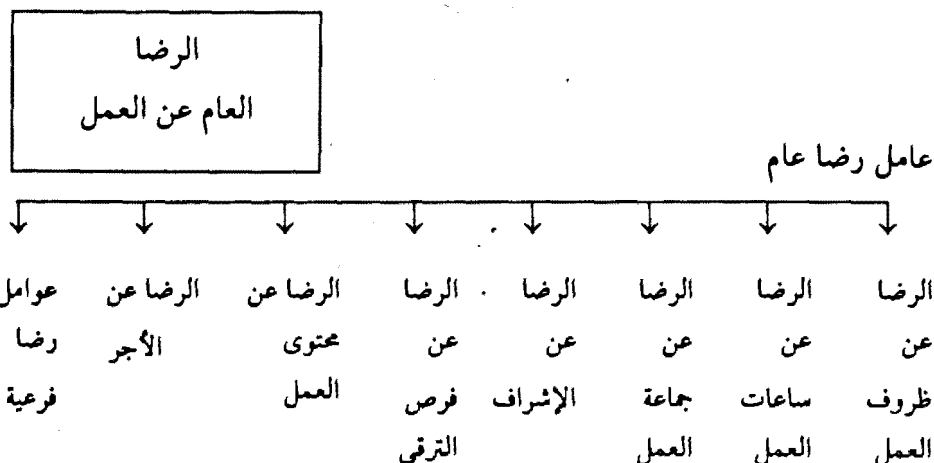 الرضا
العام عن العمل
عامل رضا عام
الرضا
عن
ظروف
العمل
الرضا
عن
ساعات
العمل
الرضا
عن
جماعة
العمل
الرضا
عن
الإشراف
الرضا
عن
فرص
الترقي
الرضا عن
محتوى
العمل
الرضا عن
الأجر
عوامل
رضا
فرعية